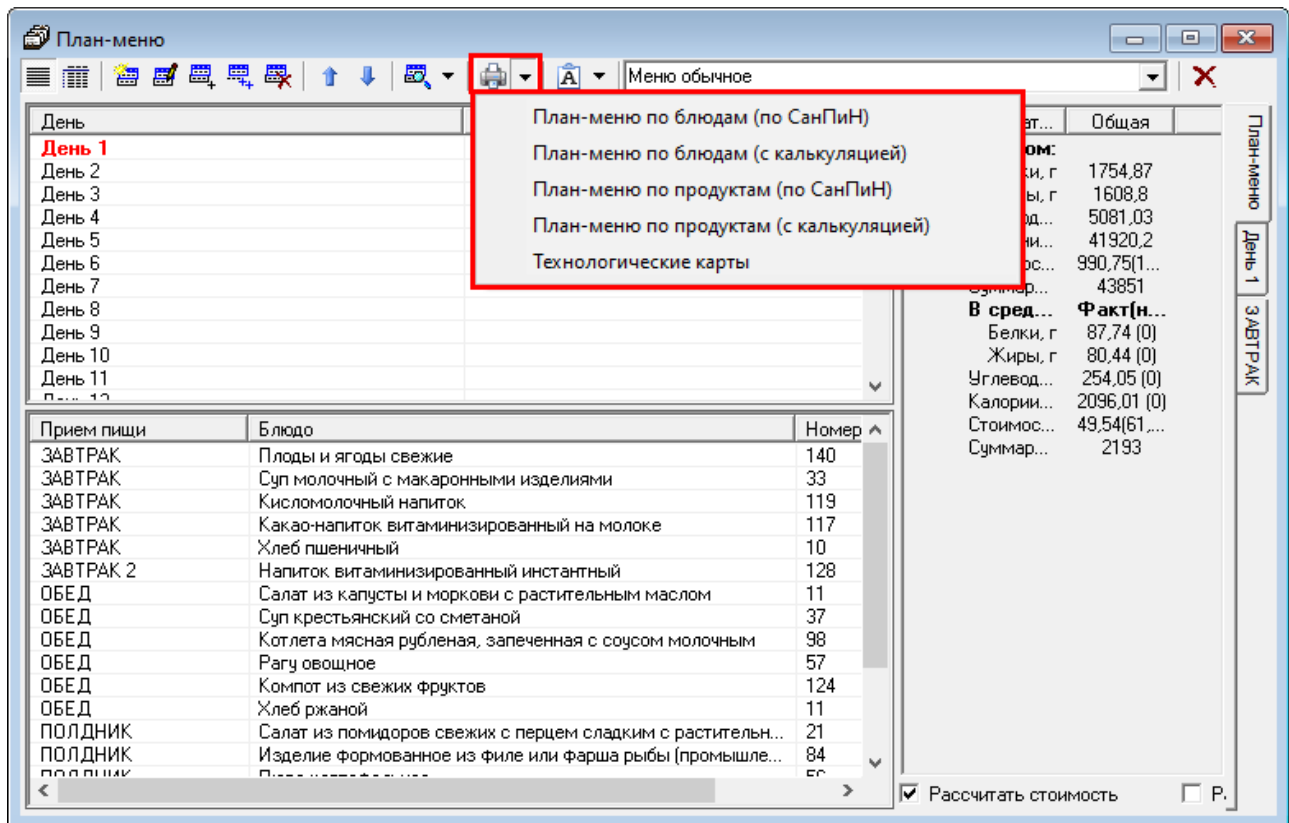 План-меню
A
Меню обычное
План-меню по блюдам (по СанПиН)
План-меню по блюдам (с калькуляцией)
План-меню по продуктам (по СанПиН)
План-меню по продуктам (с калькуляцией)
Технологические карты
День
День 1
День 2
День 3
День 4
День 5
День 6
День 7
День 8
День 9
День 10
День 11
ат... Общая
ом:
ки, г 1754,87
ы, г 1608,8
од... 5081,03
ни... 41920,2
ос... 990,75(1...
Суммар... 43851
В сред... Факт(н...
Белки, г 87,74 (0)
Жиры, г 80,44 (0)
Углевод... 254,05 (0)
Калории... 2096,01 (0)
Стоимос... 49,54(61,...
Суммар... 2193
План-меню
День 1
ЗАВТРАК
Прием пищи Блюдо Номер
ЗАВТРАК Плоды и ягоды свежие 140
ЗАВТРАК Суп молочный с макаронными изделиями 33
ЗАВТРАК Кисломолочный напиток 119
ЗАВТРАК Какао-напиток витаминизированный на молоке 117
ЗАВТРАК Хлеб пшеничный 10
ЗАВТРАК 2 Напиток витаминизированный инстантный 128
ОБЕД Салат из капусты и моркови с растительным маслом 11
ОБЕД Суп крестьянский со сметаной 37
ОБЕД Котлета мясная рубленая, запеченная с соусом молочным 98
ОБЕД Рагу овощное 57
ОБЕД Компот из свежих фруктов 124
ОБЕД Хлеб ржаной 11
ПОЛДНИК Салат из помидоров свежих с перцем сладким с растительн... 21
ПОЛДНИК Изделие формованное из филе или фарша рыбы (промышле... 84
Рассчитать стоимость Р.